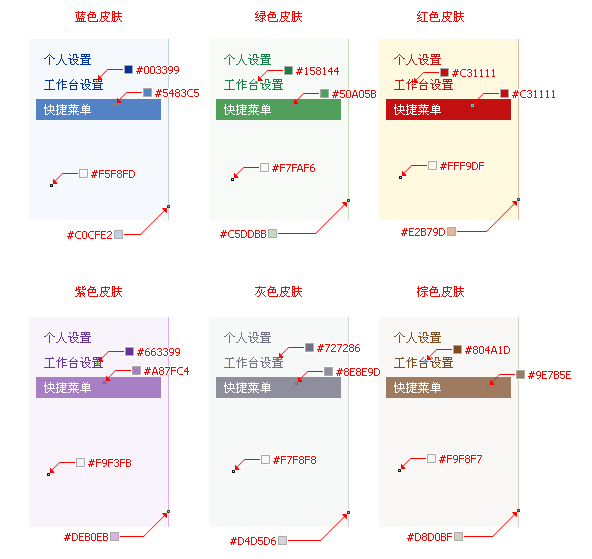 蓝色皮肤
个人设置
#003399
工作台设置
#5483C5
快捷菜单
#F5F8FD
#C0CFE2
绿色皮肤
个人设置
#158144
工作台设置
#50A05B
快捷菜单
#F7FAF6
#C5DDBB
红色皮肤
个人设置
#C31111
工作台设置
#C31111
快捷菜单
#FFF9DF
#E2B79D
紫色皮肤
个人设置
#663399
工作台设置
#A87FC4
快捷菜单
#F9F3FB
#DEB0EB
灰色皮肤
个人设置
#727286
工作台设置
#8E8E9D
快捷菜单
#F7F8F8
#D4D5D6
棕色皮肤
个人设置
#804A1D
工作台设置
#9E7B5E
快捷菜单
#F9F8F7
#D8D0BF